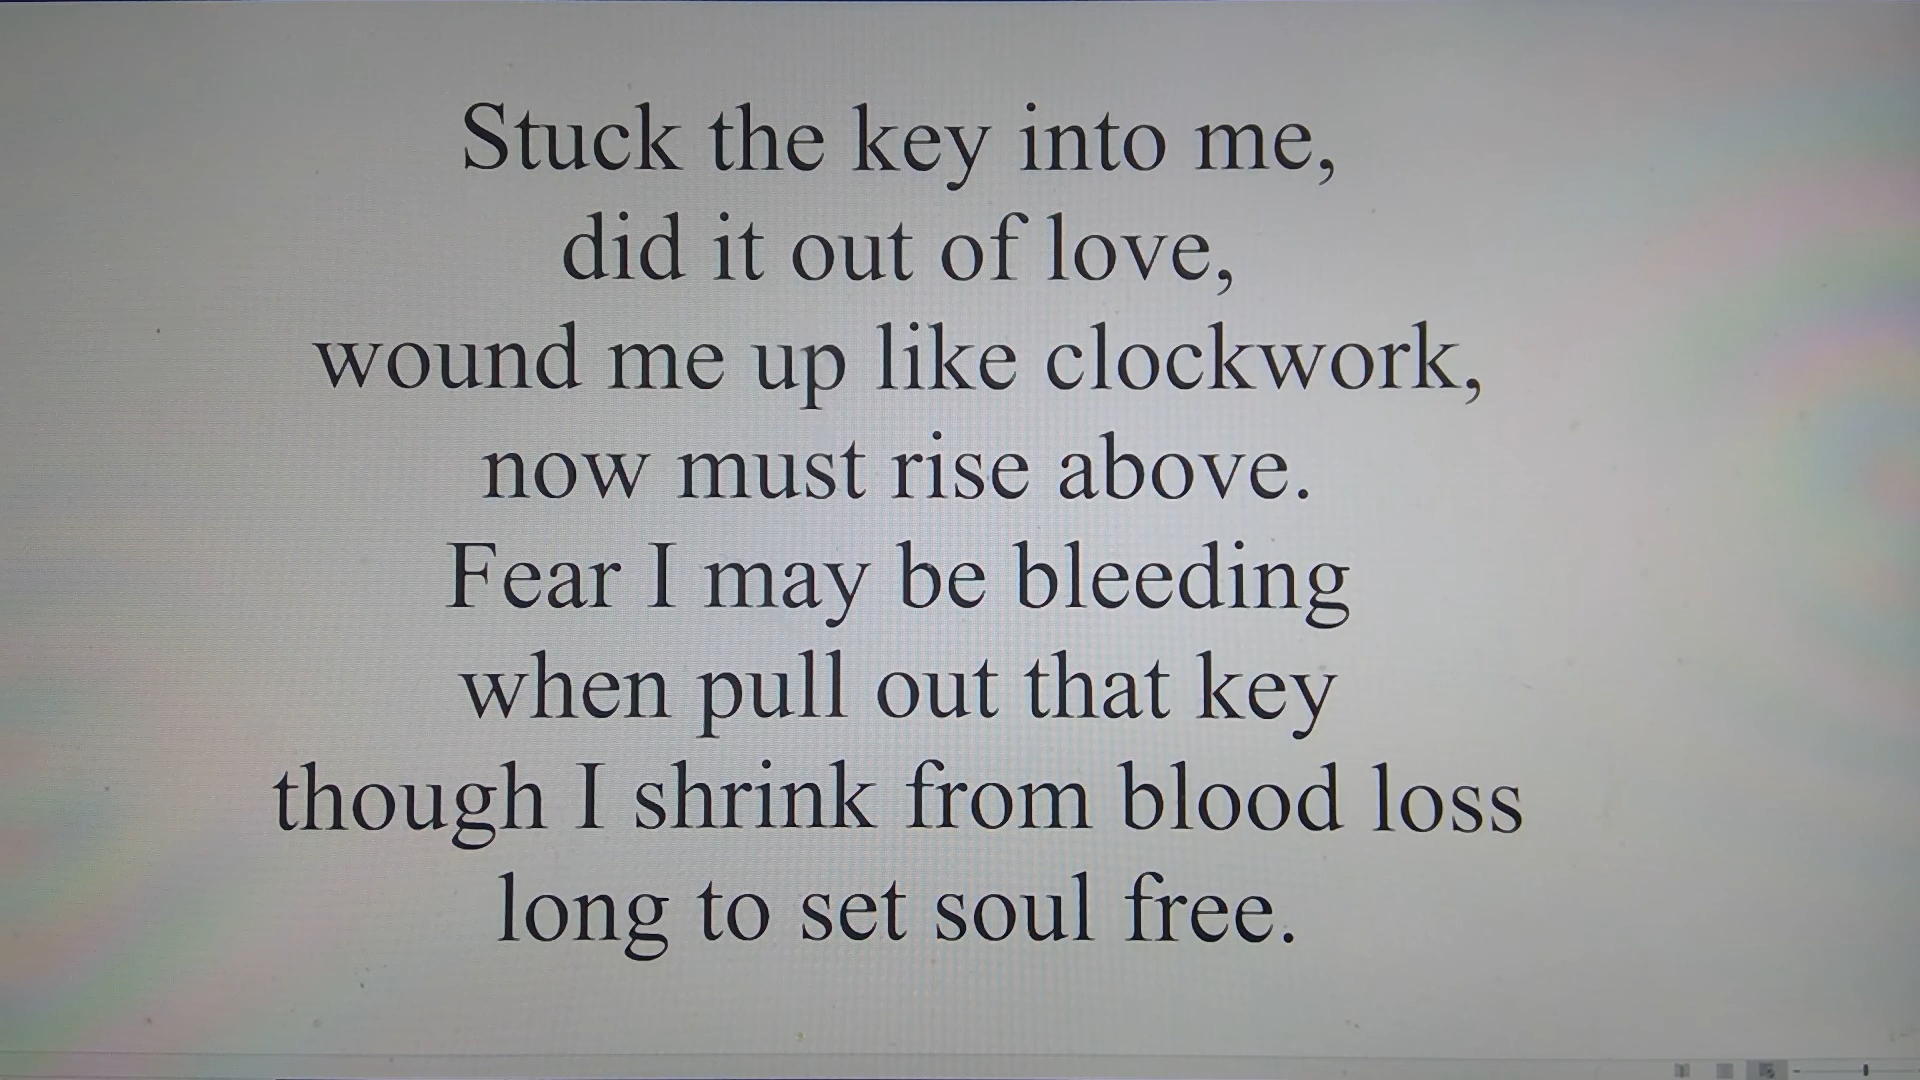 Stuck the key into me,
did it out of love,
wound me up like clockwork,
now must rise above.
Fear I may be bleeding
when pull out that key
though I shrink from blood loss
long to set soul free.